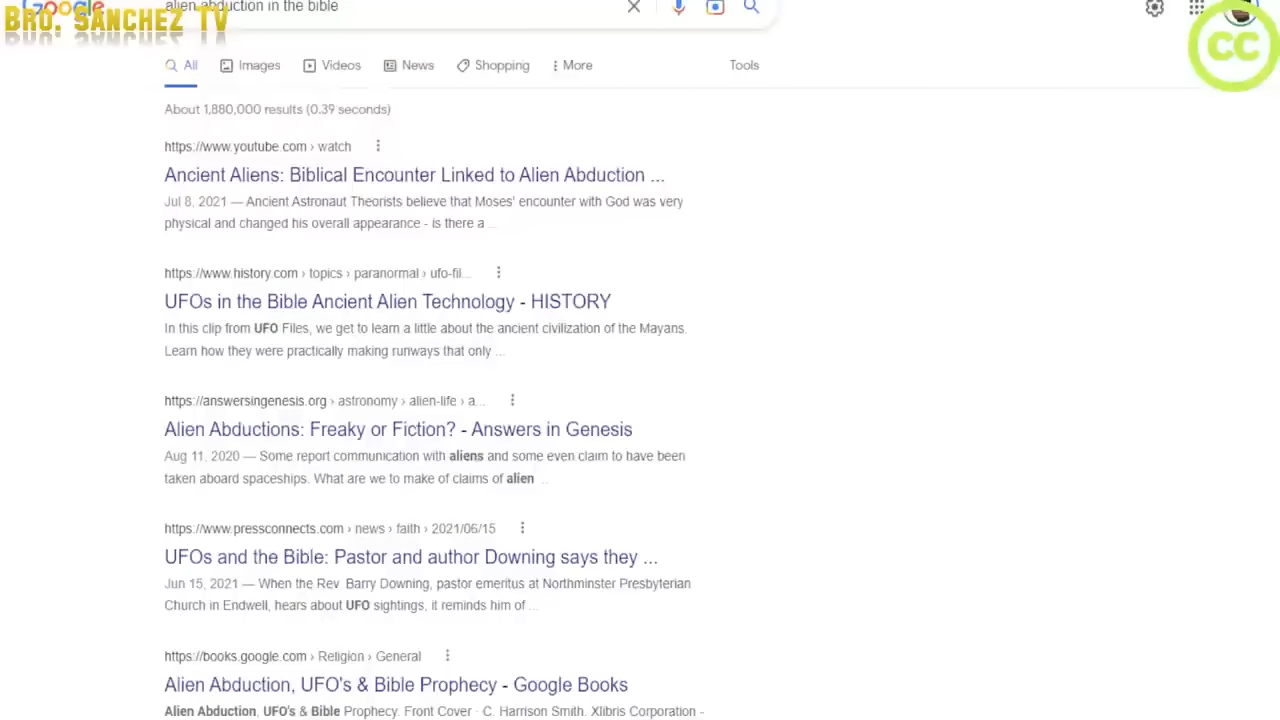 Google
BRO. SANCHEZ TV
alien abduction in the bible
CC
All Images Videos News Shopping More Tools
About 1,880,000 results (0.39 seconds)
https://www.youtube.com › watch
Ancient Aliens: Biblical Encounter Linked to Alien Abduction ...
Jul 8, 2021 — Ancient Astronaut Theorists believe that Moses' encounter with God was very
physical and changed his overall appearance - is there a ...
https://www.history.com › topics › paranormal › ufo-fil...
UFOs in the Bible Ancient Alien Technology - HISTORY
In this clip from UFO Files, we get to learn a little about the ancient civilization of the Mayans.
Learn how they were practically making runways that only ...
https://answersingenesis.org › astronomy › alien-life › a...
Alien Abductions: Freaky or Fiction? - Answers in Genesis
Aug 11, 2020 — Some report communication with aliens and some even claim to have been
taken aboard spaceships. What are we to make of claims of alien ...
https://www.pressconnects.com › news › faith › 2021/06/15
UFOs and the Bible: Pastor and author Downing says they ...
Jun 15, 2021 — When the Rev. Barry Downing, pastor emeritus at Northminster Presbyterian
Church in Endwell, hears about UFO sightings, it reminds him of ...
https://books.google.com › Religion › General
Alien Abduction, UFO's & Bible Prophecy - Google Books
Alien Abduction, UFO's & Bible Prophecy. Front Cover · C. Harrison Smith. Xlibris Corporation -